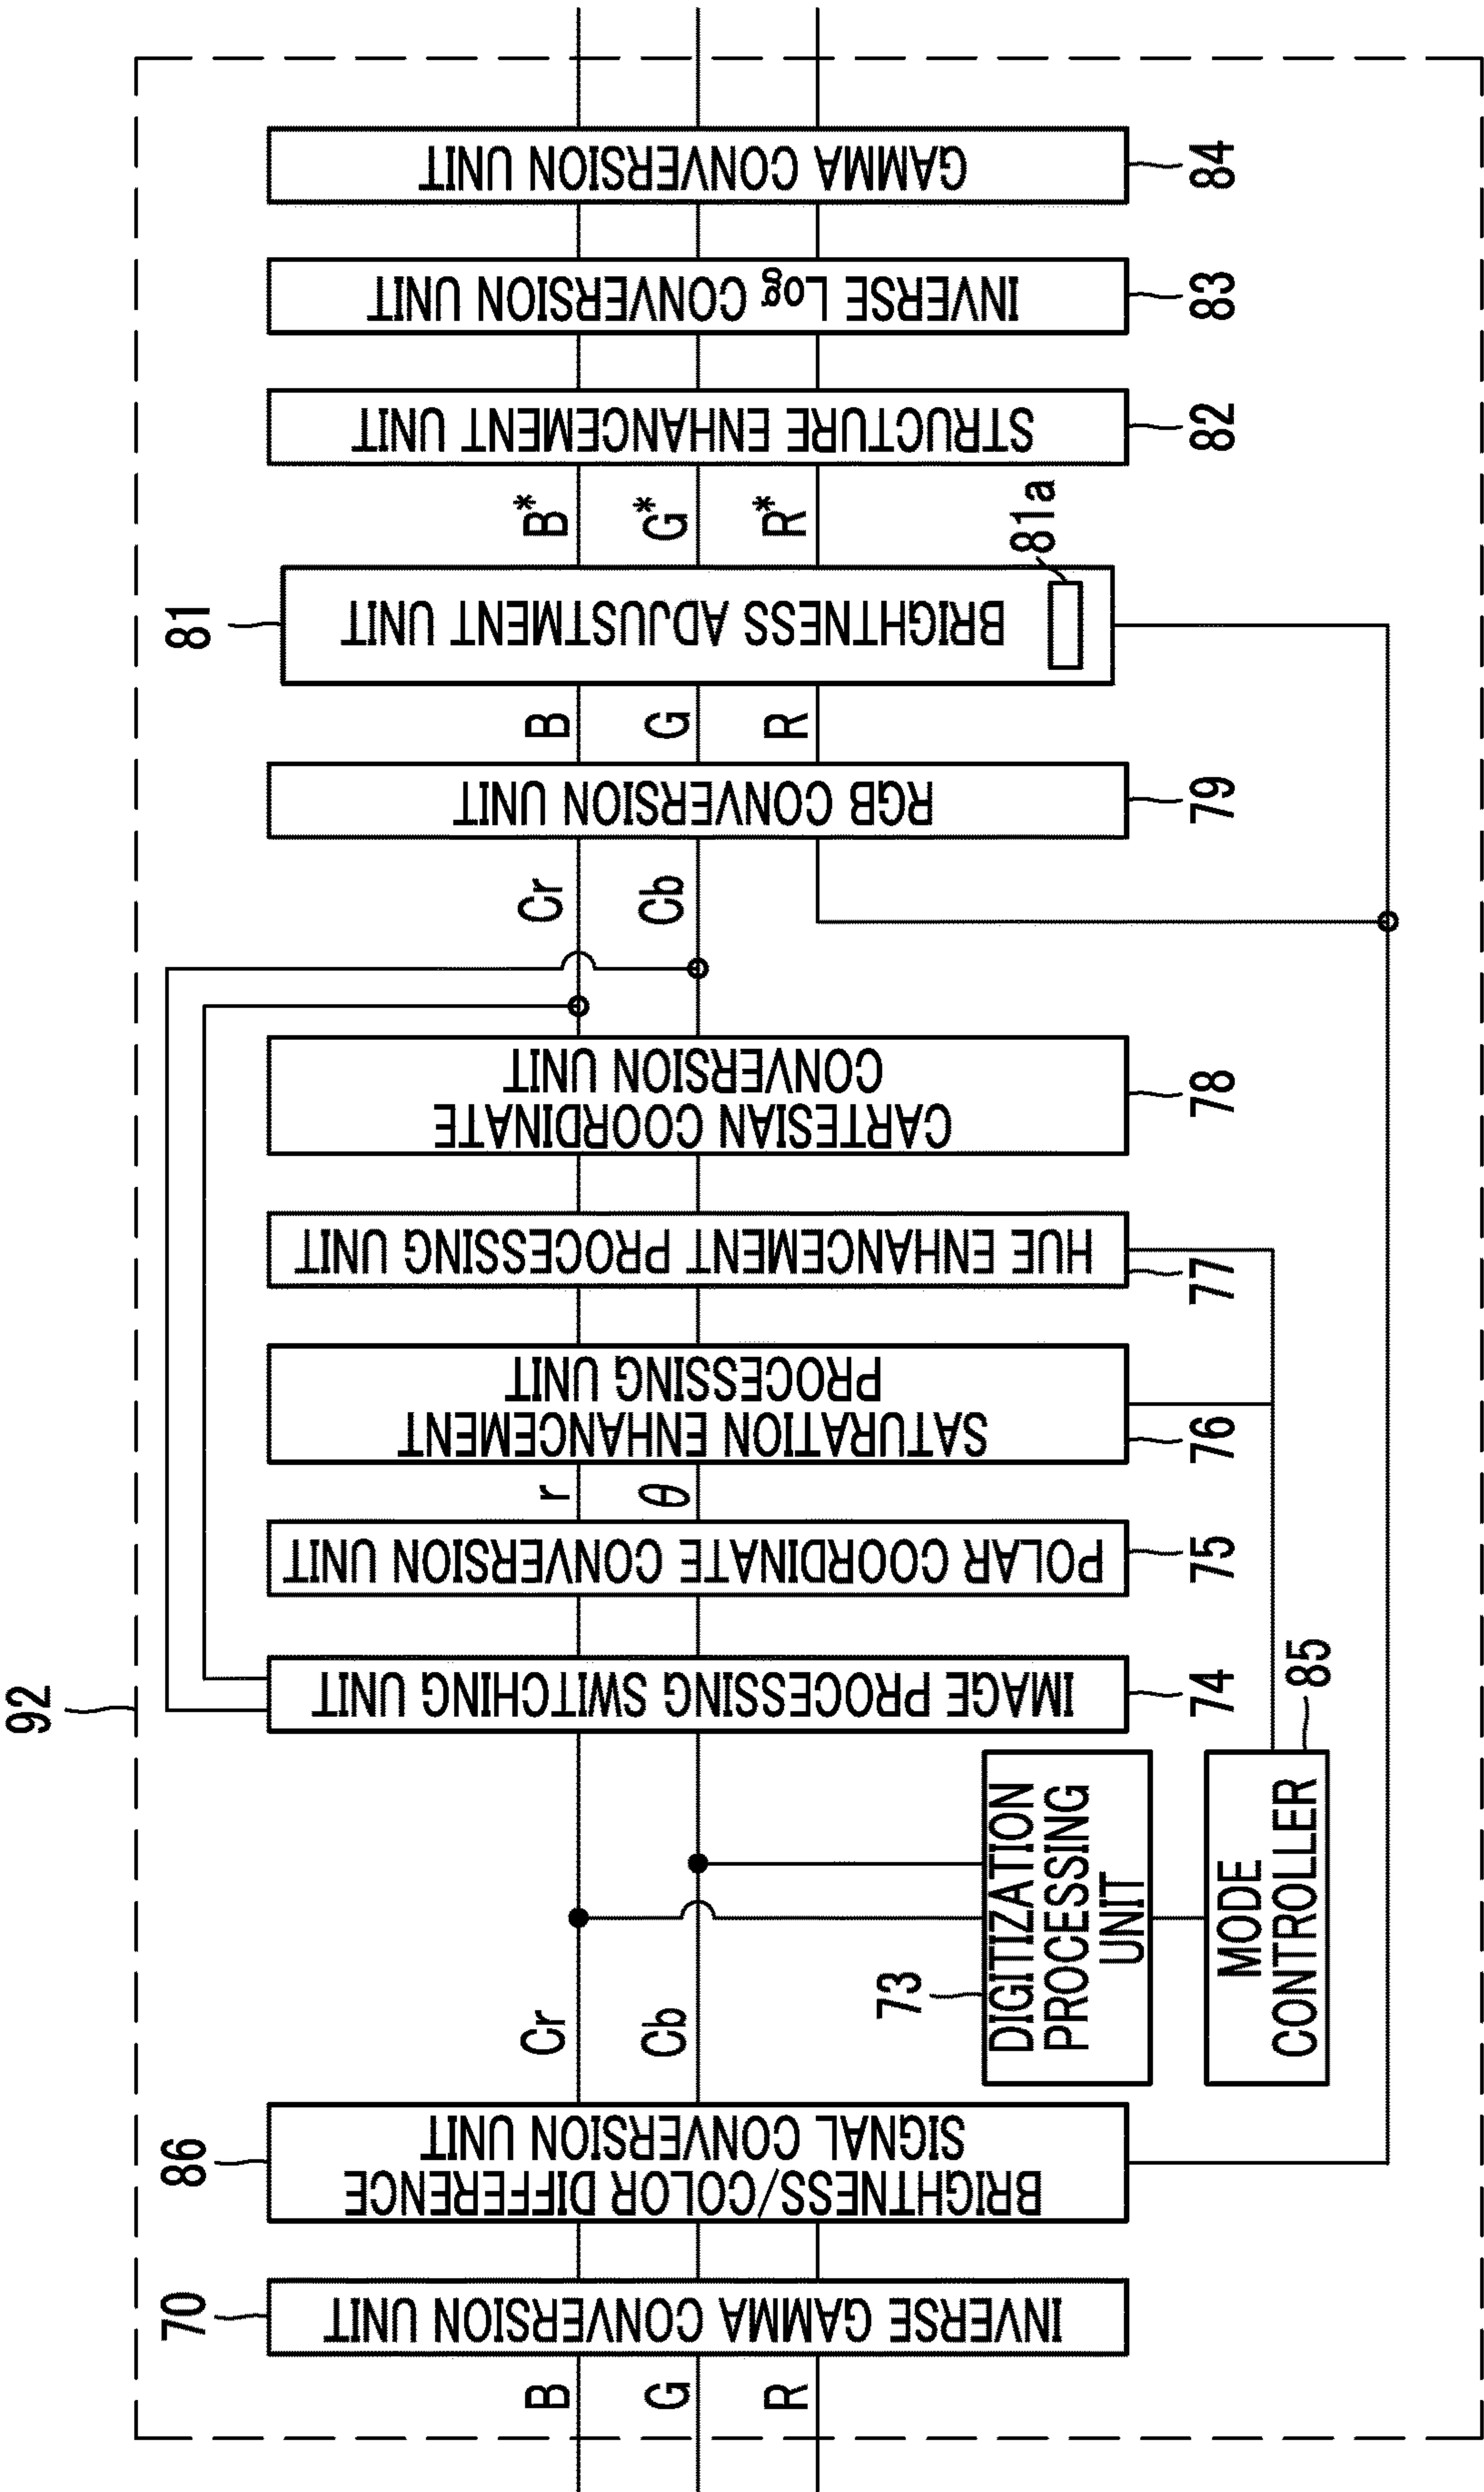 92
70
INVERSE GAMMA CONVERSION UNIT
B
G
R
86
BRIGHTNESS/COLOR DIFFERENCE
SIGNAL CONVERSION UNIT
Cr
Cb
73
DIGITIZATION
PROCESSING
UNIT
MODE
CONTROLLER
85
IMAGE PROCESSING SWITCHING UNIT
74
POLAR COORDINATE CONVERSION UNIT
75
r
θ
SATURATION ENHANCEMENT
PROCESSING UNIT
76
HUE ENHANCEMENT PROCESSING UNIT
77
CARTESIAN COORDINATE
CONVERSION UNIT
78
Cr
Cb
RGB CONVERSION UNIT
79
B
G
R
81
BRIGHTNESS ADJUSTMENT UNIT
81a
B*
G*
R*
STRUCTURE ENHANCEMENT UNIT
82
INVERSE Log CONVERSION UNIT
83
GAMMA CONVERSION UNIT
84